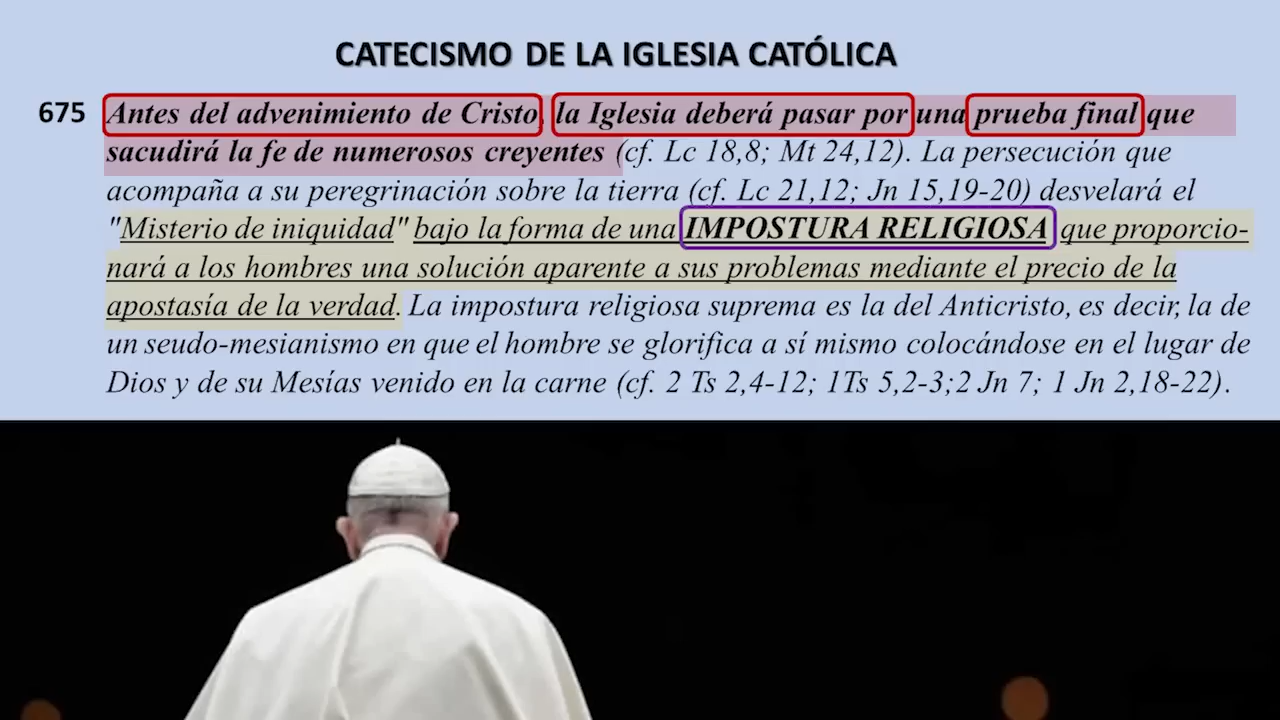 CATECISMO DE LA IGLESIA CATÓLICA
675 Antes del advenimiento de Cristo, la Iglesia deberá pasar por una prueba final que
sacudirá la fe de numerosos creyentes (cf. Lc 18,8; Mt 24,12). La persecución que
acompaña a su peregrinación sobre la tierra (cf. Lc 21,12; Jn 15,19-20) desvelará el
"Misterio de iniquidad" bajo la forma de una IMPOSTURA RELIGIOSA que proporcio-
nará a los hombres una solución aparente a sus problemas mediante el precio de la
apostasía de la verdad. La impostura religiosa suprema es la del Anticristo, es decir, la de
un seudo-mesianismo en que el hombre se glorifica a sí mismo colocándose en el lugar de
Dios y de su Mesías venido en la carne (cf. 2 Ts 2,4-12; 1Ts 5,2-3;2 Jn 7; 1 Jn 2,18-22).